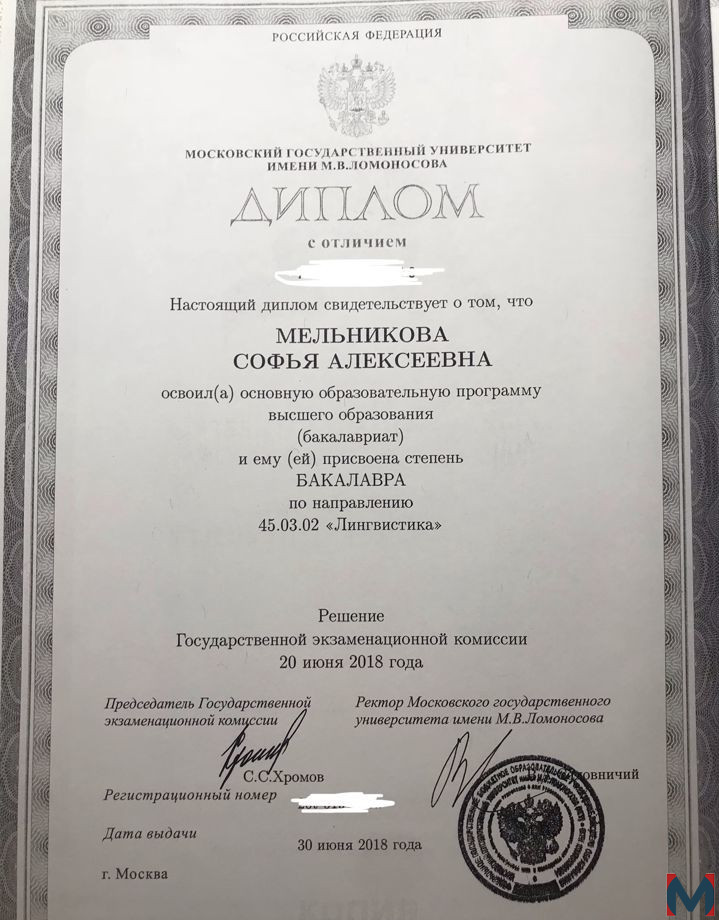 РОССИЙСКАЯ ФЕДЕРАЦИЯ
МОСКОВСКИЙ ГОСУДАРСТВЕННЫЙ УНИВЕРСИТЕТ
ИМЕНИ М.В.ЛОМОНОСОВА
ДИПЛОМ
с отличием
Настоящий диплом свидетельствует о том, что
МЕЛЬНИКОВА
СОФЬЯ АЛЕКСЕЕВНА
освоил(а) основную образовательную программу
высшего образования
(бакалавриат)
и ему (ей) присвоена степень
БАКАЛАВРА
по направлению
45.03.02 «Лингвистика»
Решение
Государственной экзаменационной комиссии
20 июня 2018 года
Председатель Государственной
экзаменационной комиссии
Ректор Московского государственного
университета имени М.В.Ломоносова
С.С.Хромов
овничий
Регистрационный номер
Дата выдачи
30 июня 2018 года
г. Москва
М